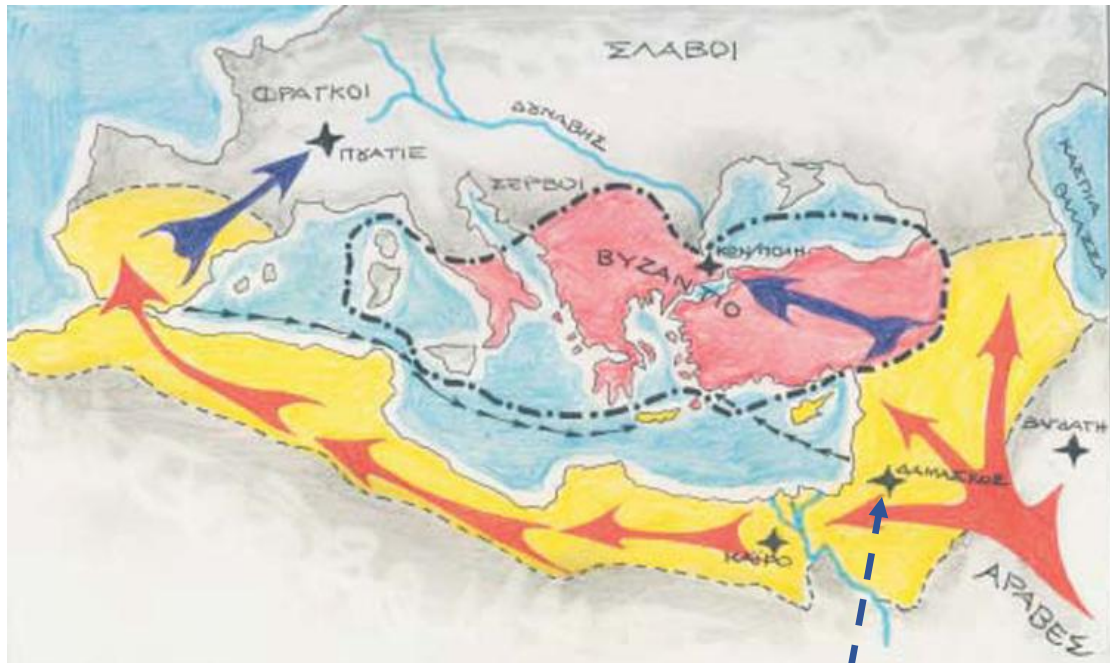 ΣΛΑΒΟΙ
ΦΡΑΓΚΟΙ
ΔΟΥΝΑΒΗΣ
ΠΟΥΑΤΙΕ
ΚΑΣΠΙΑ
ΘΑΛΑΣΣΑ
ΣΕΡΒΟΙ
ΚΩΝ/ΠΟΛΗ
ΒΥΖΑΝΤΙΟ
ΒΑΓΔΑΤΗ
ΔΑΜΑΣΚΟΣ
ΚΑΙΡΟ
ΑΡΑΒΕΣ